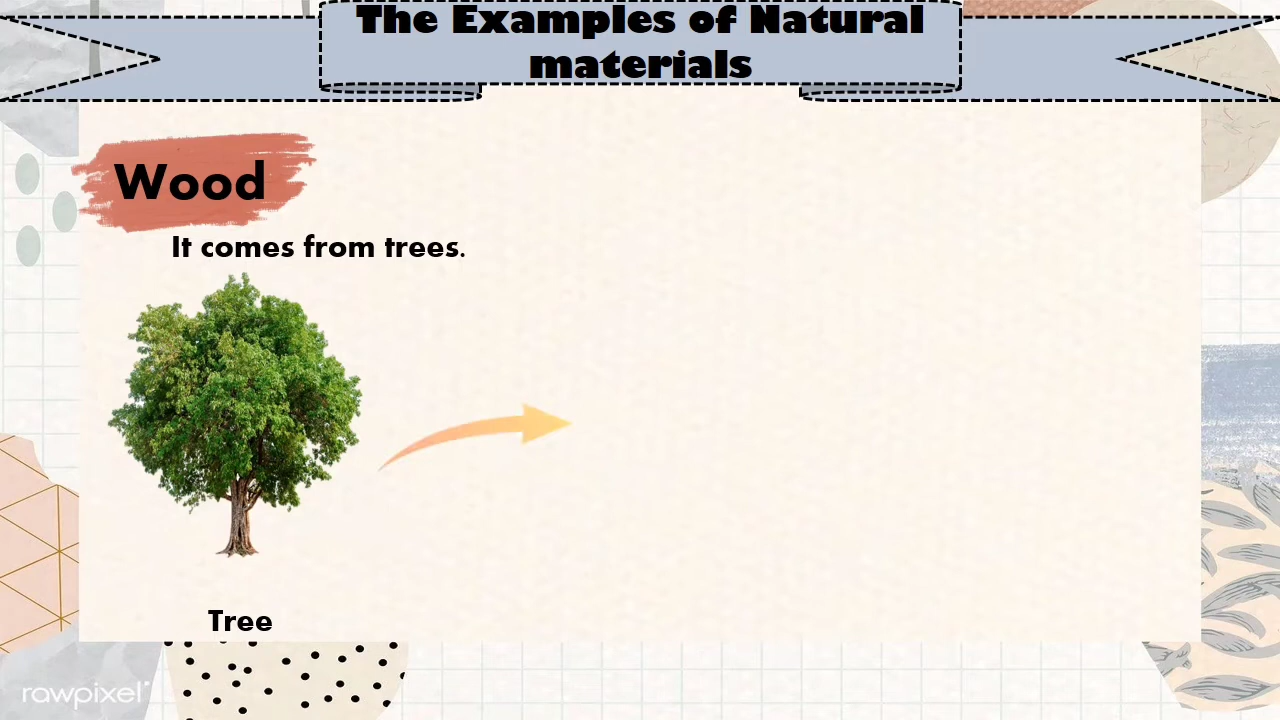 The Examples of Natural
materials
Wood
It comes from trees.
Tree
rawpixel